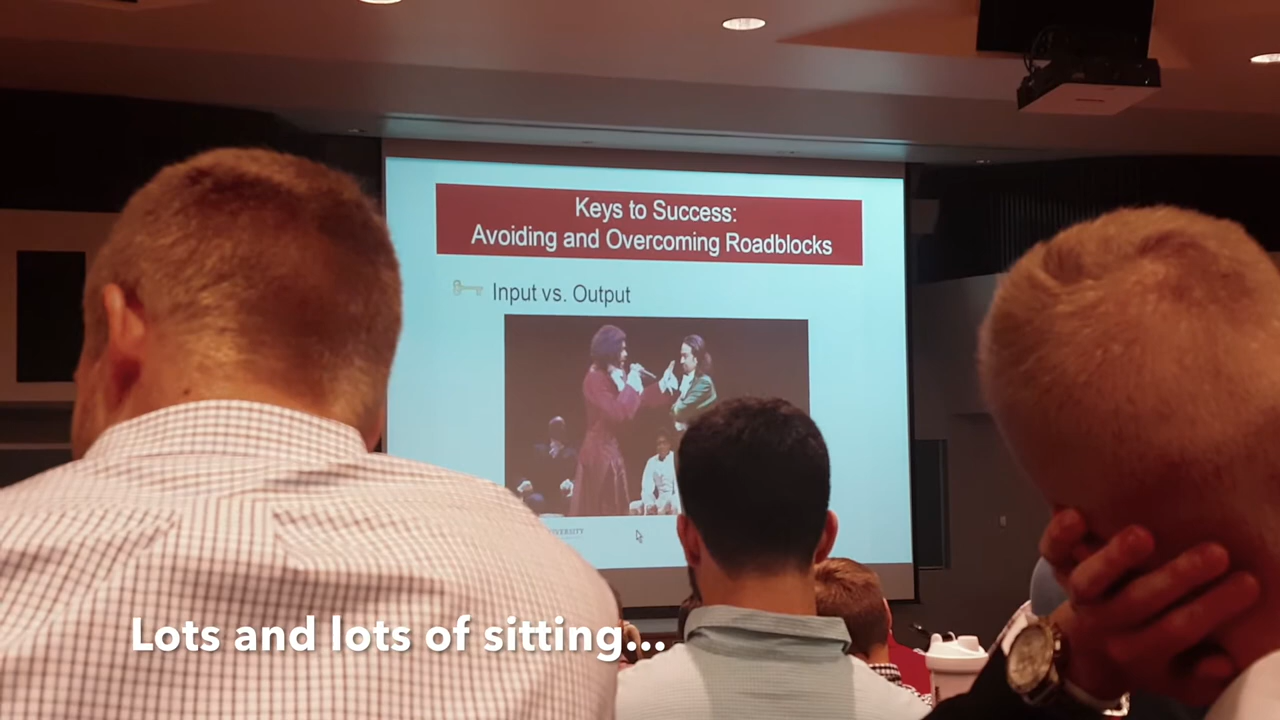 Keys to Success:
Avoiding and Overcoming Roadblocks
Input vs. Output
Lots and lots of sitting...